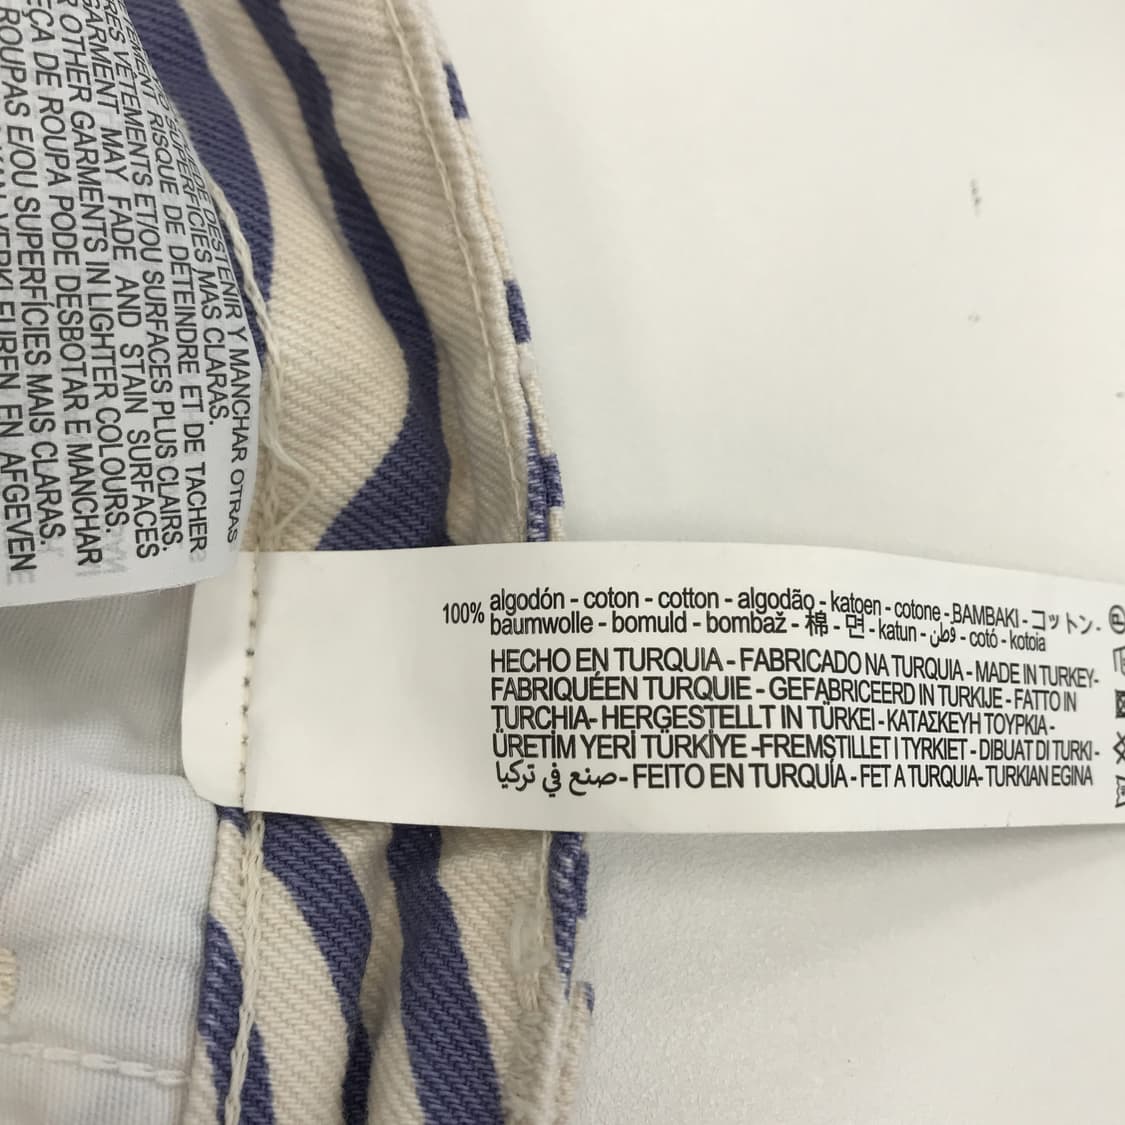 DESTENIR Y MANCHAR OTRAS
SUPERFICIES MAS CLARAS.
RISQUE DE DÉTEINDRE ET DE TACHER
VÊTEMENTS ET/OU SURFACES PLUS CLAIRS.
GARMENT MAY FADE AND STAIN SURFACES
OTHER GARMENTS IN LIGHTER COLOURS.
DE ROUPA PODE DESBOTAR E MANCHAR
ROUPAS E/OU SUPERFÍCIES MAIS CLARAS.
EN AFGEVEN
100% algodón - coton - cotton - algodão - katoen - cotone - BAMBAKI - コットン -
baumwolle - bomuld - bombaž - 棉 - 면 - katun - قطن - cotó - kotoia
HECHO EN TURQUIA - FABRICADO NA TURQUIA - MADE IN TURKEY-
FABRIQUÉEN TURQUIE - GEFABRICEERD IN TURKIJE - FATTO IN
TURCHIA- HERGESTELLT IN TÜRKEI - ΚΑΤΑΣΚΕΥΗ ΤΟΥΡΚΙΑ -
ÜRETİM YERİ TÜRKİYE -FREMSTILLET I TYRKIET - DIBUAT DI TURKI -
صنع في تركيا - FEITO EN TURQUÍA - FET A TURQUIA- TURKIAN EGINA